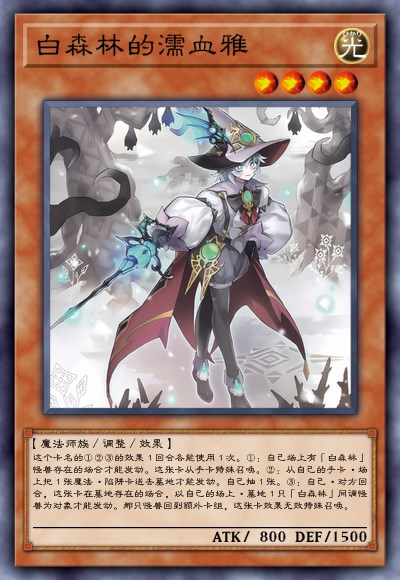 白森林的濡血雅
光
【魔法师族／调整／效果】
这个卡名的①②③的效果1回合各能使用1次。①：自己场上有「白森林」
怪兽存在的场合才能发动。这张卡从手卡特殊召唤。②：从自己的手卡·场
上把1张魔法·陷阱卡送去墓地才能发动。自己抽1张。③：自己·对方回
合，这张卡在墓地存在的场合，以自己的场上·墓地1只「白森林」同调怪
兽为对象才能发动。那只怪兽回到额外卡组，这张卡效果无效特殊召唤。
ATK/ 800 DEF/1500